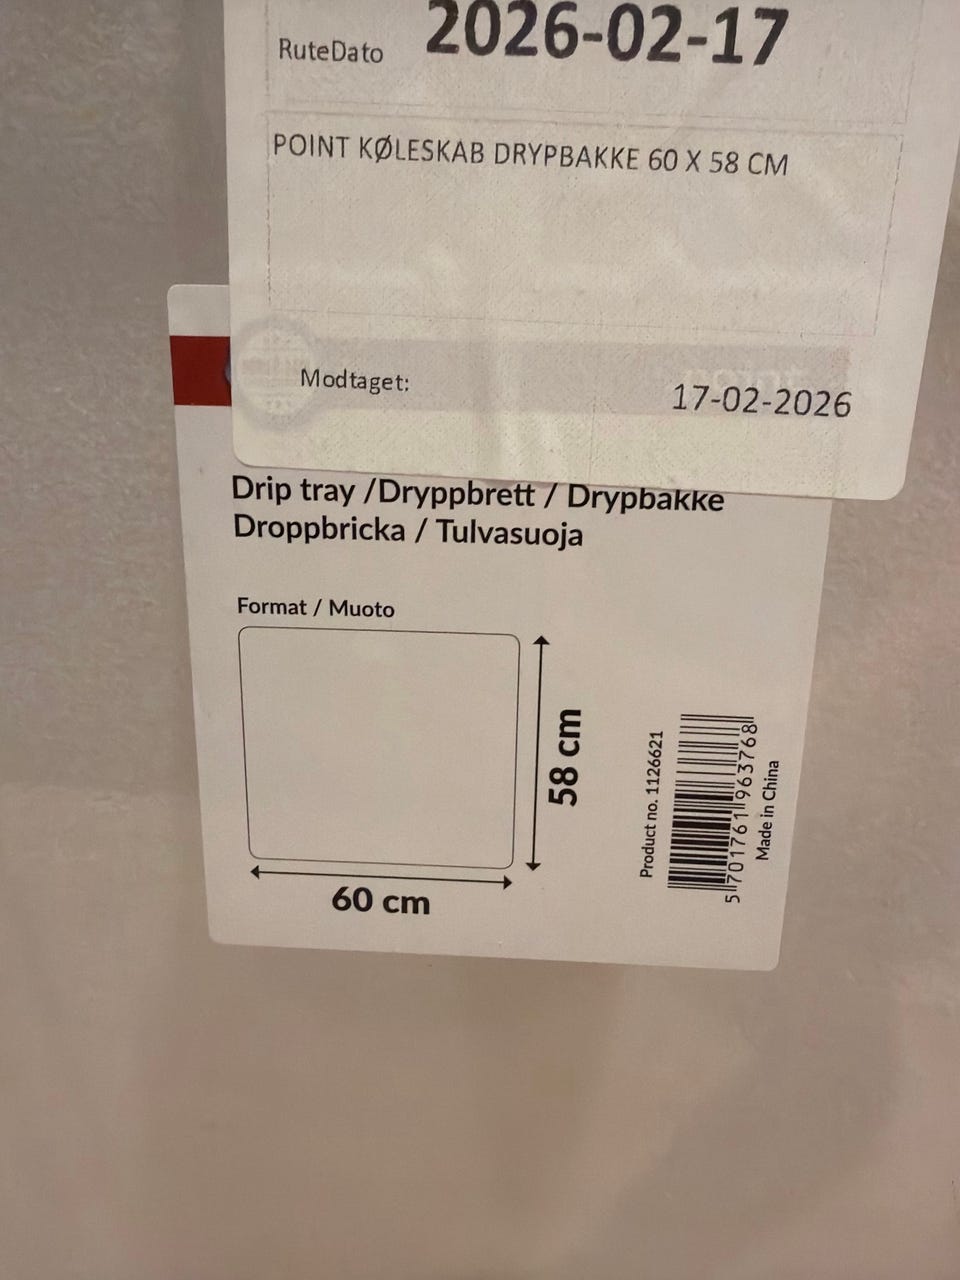 RuteDato 2026-02-17
POINT KØLESKAB DRYPBAKKE 60 X 58 CM
Modtaget: 17-02-2026
Drip tray /Dryppbrett / Drypbakke
Droppbricka / Tulvasuoja
Format / Muoto
58 cm
60 cm
Product no. 1126621
5 701761 963768
Made in China